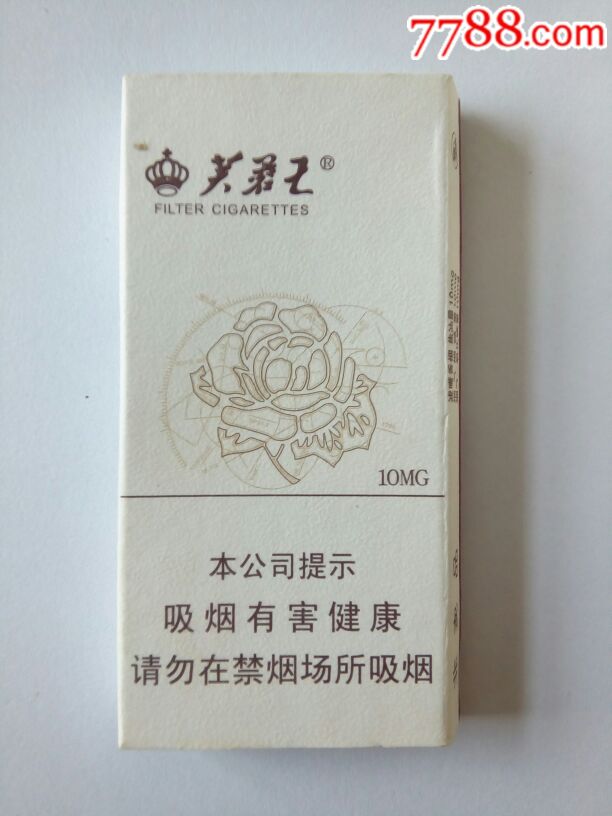 7788.com
芙蓉王®
FILTER CIGARETTES
10MG
本公司提示
吸烟有害健康
请勿在禁烟场所吸烟